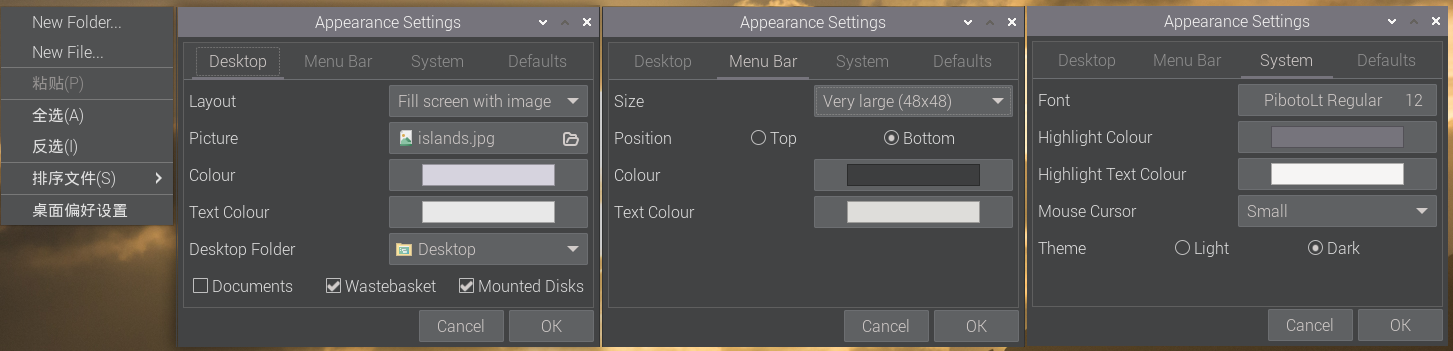 New Folder...
New File...
粘贴(P)
全选(A)
反选(I)
排序文件(S)
桌面偏好设置
Appearance Settings
Desktop Menu Bar System Defaults
Layout Fill screen with image
Picture islands.jpg
Colour
Text Colour
Desktop Folder Desktop
Documents Wastebasket Mounted Disks
Cancel OK
Appearance Settings
Desktop Menu Bar System Defaults
Size Very large (48x48)
Position Top Bottom
Colour
Text Colour
Cancel OK
Appearance Settings
Desktop Menu Bar System Defaults
Font PibotoLt Regular 12
Highlight Colour
Highlight Text Colour
Mouse Cursor Small
Theme Light Dark
Cancel OK